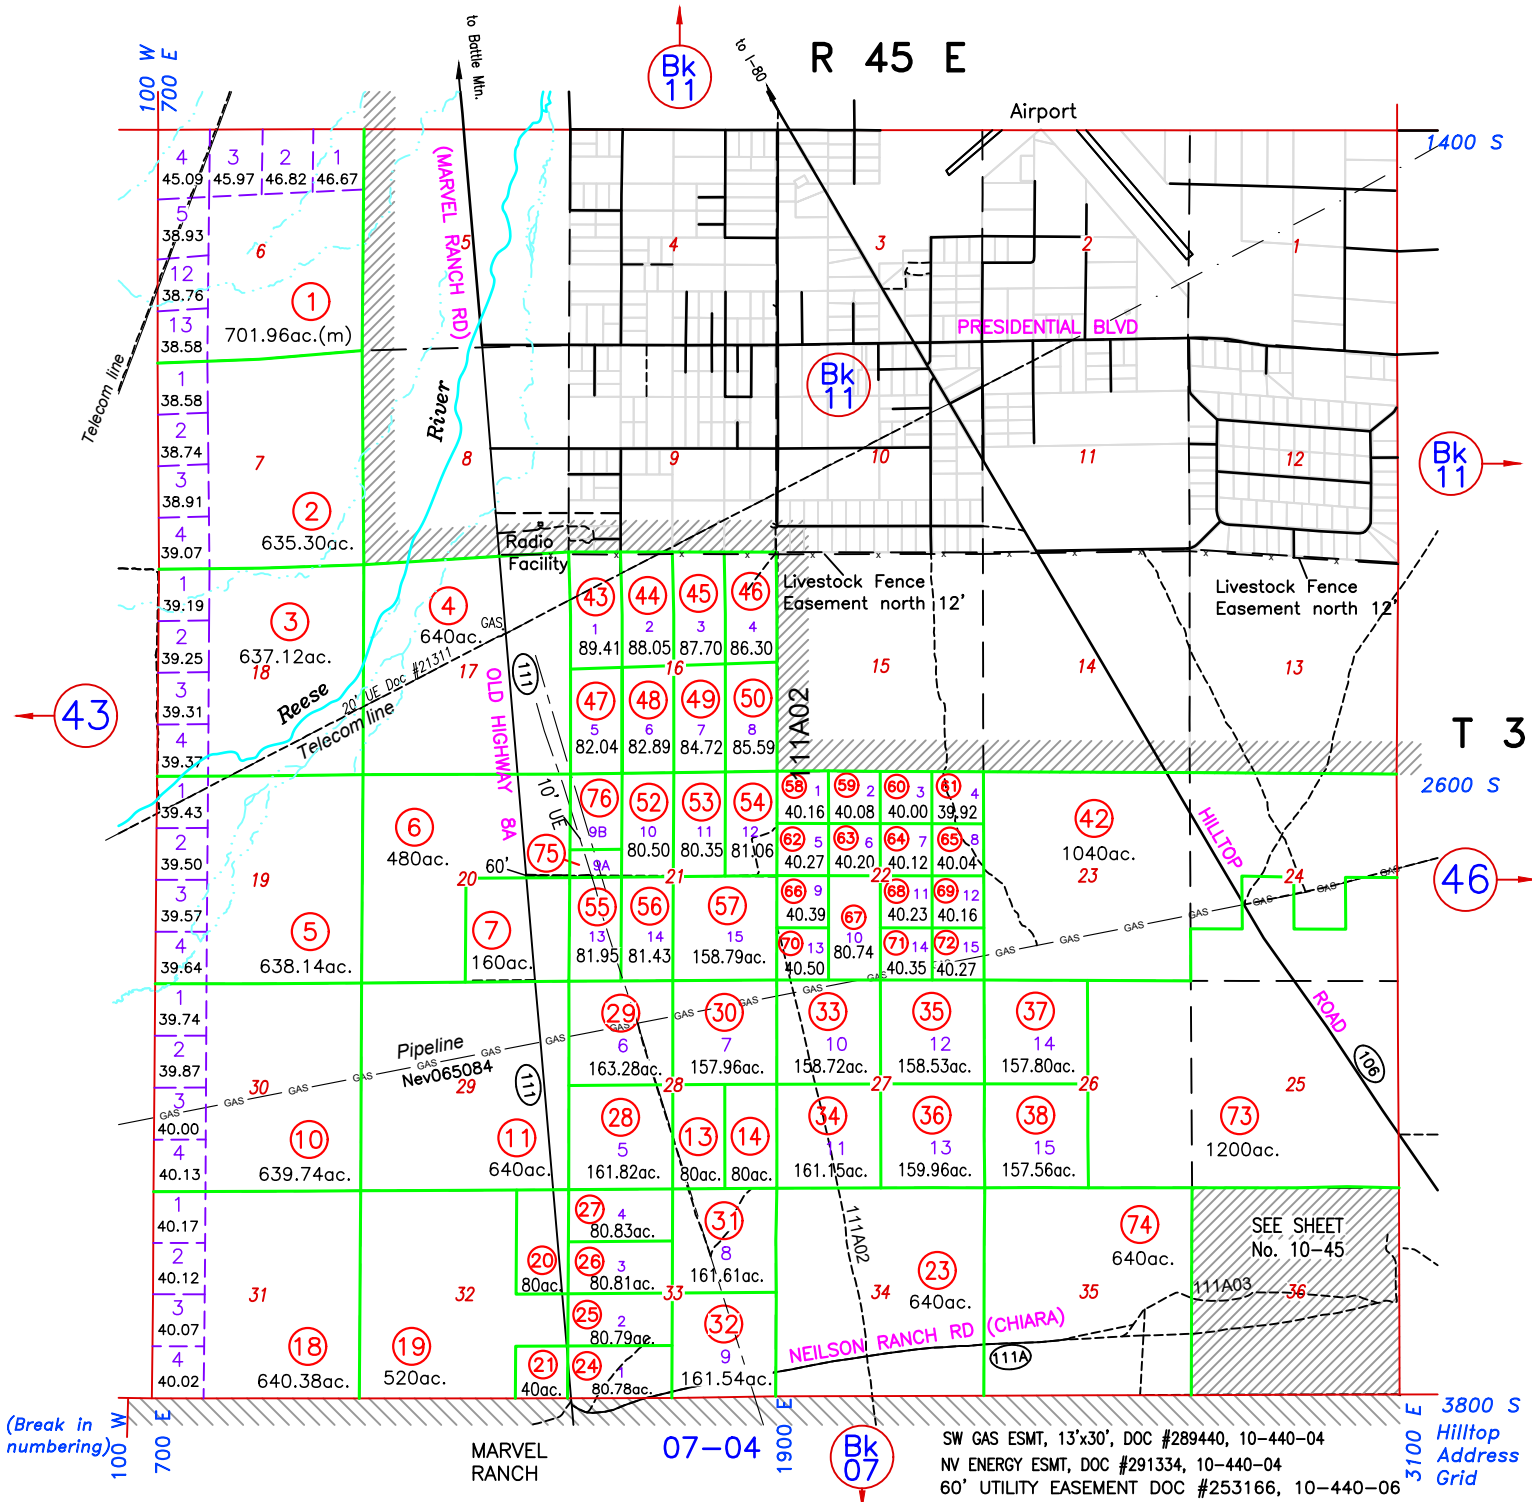 R 45 E
T 3
to Battle Mtn.
to I-80
Bk
11
Airport
100 W
700 E
1400 S
(MARVEL RANCH RD)
4 3 2 1
45.09 45.97 46.82 46.67
5
38.93
12
38.76
13
38.58
6
1
701.96ac.(m)
5
4
3
2
1
PRESIDENTIAL BLVD
Telecom line
River
Bk
11
1
38.58
2
38.74
3
38.91
4
39.07
7
2
635.30ac.
8
9
10
11
12
Bk
11
Radio
Facility
Livestock Fence
Easement north 12'
Livestock Fence
Easement north 12'
1
39.19
2
39.25
3
39.31
4
39.37
3
637.12ac.
18
4
640ac.
GAS
17
20' UE Doc #21311
Telecom line
Reese
OLD HIGHWAY 8A
111
43
43 44 45 46
1 2 3 4
89.41 88.05 87.70 86.30
16
47 48 49 50
5 6 7 8
82.04 82.89 84.72 85.59
111A02
15
14
13
2600 S
1
39.43
2
39.50
3
39.57
4
39.64
19
6
480ac.
20
5
638.14ac.
7
160ac.
10' UE
60'
76 52 53 54
9B 10 11 12
80.50 80.35 81.06
75
9A
21
55 56 57
13 14 15
81.95 81.43 158.79ac.
58 1 59 2 60 3 61 4
40.16 40.08 40.00 39.92
62 5 63 6 64 7 65 8
40.27 40.20 40.12 40.04
22
66 9 68 11 69 12
40.39 40.23 40.16
67
10
80.74
70 13 71 14 72 15
40.50 40.35 40.27
42
1040ac.
23
24
HILLTOP
ROAD
106
46
GAS GAS GAS GAS GAS GAS GAS GAS
1
39.74
2
39.87
3
40.00
4
40.13
Pipeline
Nev065084
GAS GAS GAS GAS GAS GAS GAS GAS GAS GAS
30
29
111
10
639.74ac.
11
640ac.
29 30 33 35 37
6 7 10 12 14
163.28ac. 157.96ac. 158.72ac. 158.53ac. 157.80ac.
28
27
26
25
28 13 14 34 36 38
5 11 13 15
161.82ac. 80ac. 80ac. 161.15ac. 159.96ac. 157.56ac.
73
1200ac.
1
40.17
2
40.12
3
40.07
4
40.02
31
32
18
640.38ac.
19
520ac.
20
80ac.
21
40ac.
27 4
80.83ac.
26 3
80.81ac.
25 2
80.79ac.
24 1
80.78ac.
31
8
161.61ac.
33
32
9
161.54ac.
111A02
34
23
640ac.
35
74
640ac.
SEE SHEET
No. 10-45
111A03
36
NEILSON RANCH RD (CHIARA)
111A
(Break in
numbering)
100 W
700 E
MARVEL
RANCH
07-04
1900 E
Bk
07
SW GAS ESMT, 13'x30', DOC #289440, 10-440-04
NV ENERGY ESMT, DOC #291334, 10-440-04
60' UTILITY EASEMENT DOC #253166, 10-440-06
3100 E
3800 S
Hilltop
Address
Grid